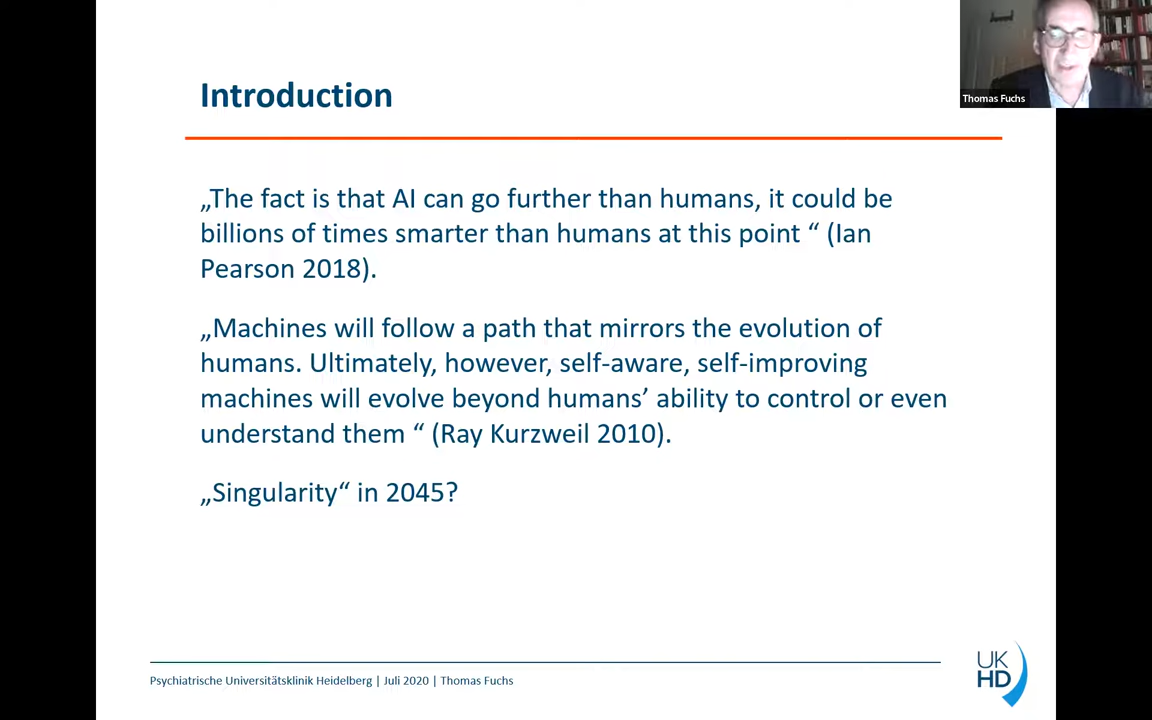 Thomas Fuchs
Introduction
„The fact is that AI can go further than humans, it could be
billions of times smarter than humans at this point “ (Ian
Pearson 2018).
„Machines will follow a path that mirrors the evolution of
humans. Ultimately, however, self-aware, self-improving
machines will evolve beyond humans’ ability to control or even
understand them “ (Ray Kurzweil 2010).
„Singularity“ in 2045?
Psychiatrische Universitätsklinik Heidelberg | Juli 2020 | Thomas Fuchs
UK
HD